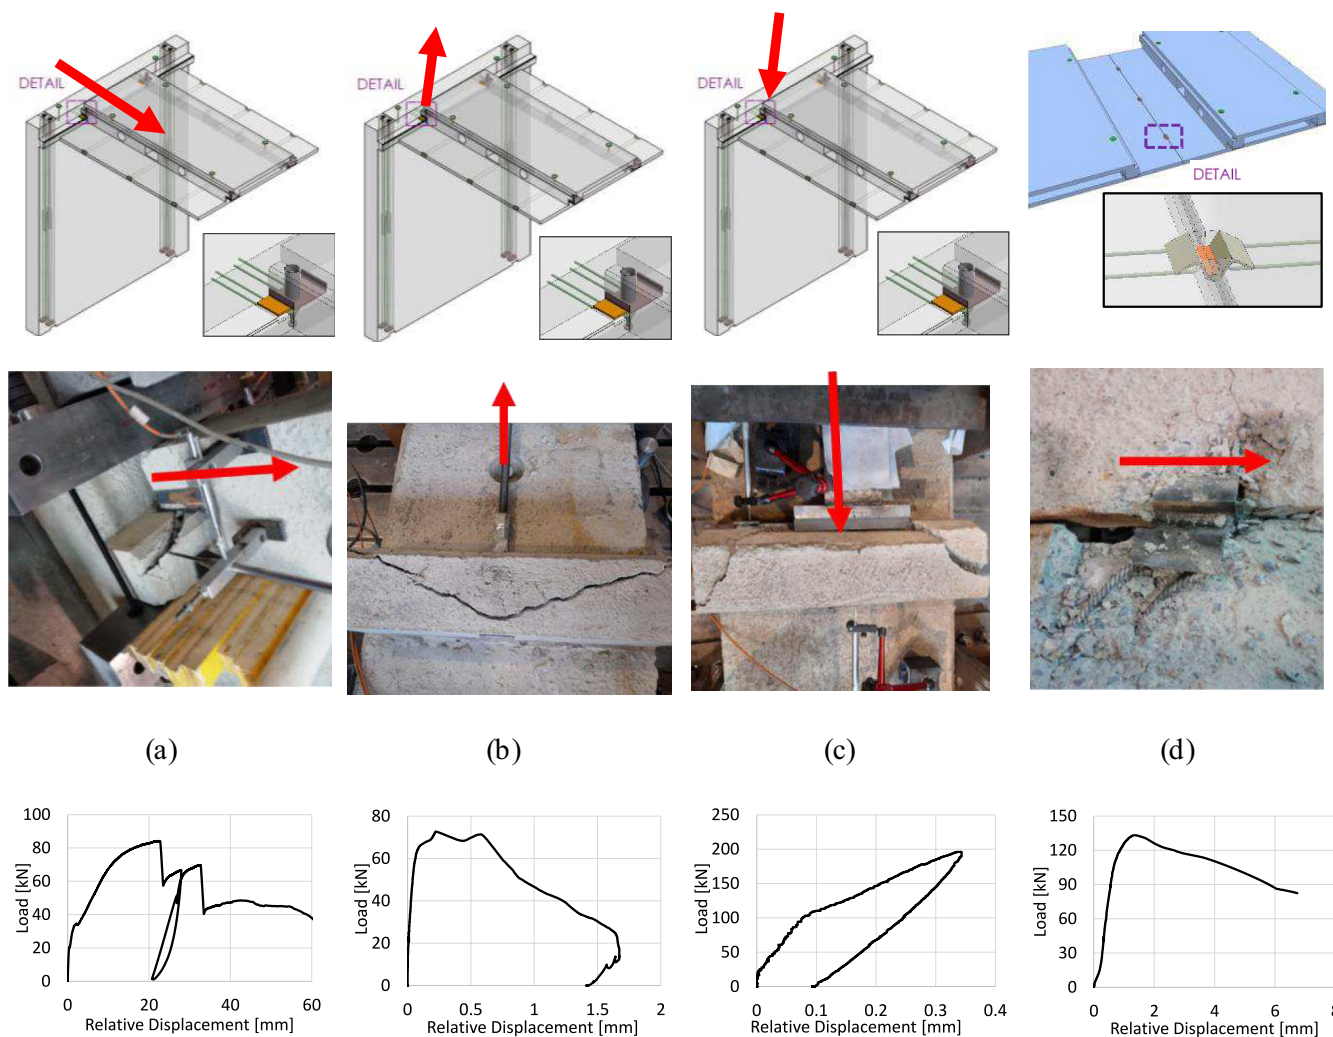 DETAIL
DETAIL
DETAIL
DETAIL
(a)
(b)
(c)
(d)
100
80
60
40
20
0
Load [kN]
0
20
40
60
Relative Displacement [mm]
80
60
40
20
0
Load [kN]
0
0.5
1
1.5
2
Relative Displacement [mm]
250
200
150
100
50
0
Load [kN]
0
0.1
0.2
0.3
0.4
Relative Displacement [mm]
150
120
90
60
30
0
Load [kN]
0
2
4
6
8
Relative Displacement [mm]